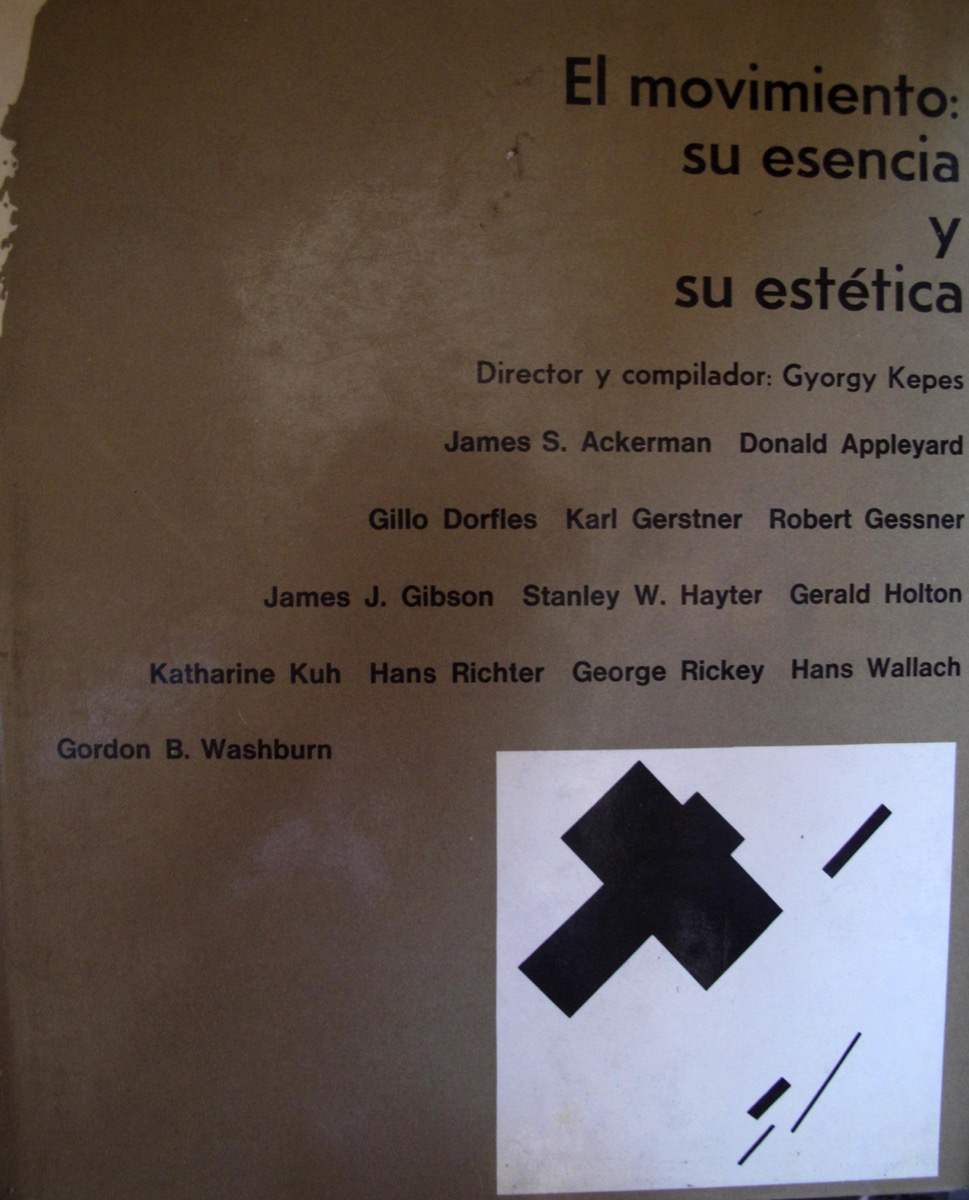 El movimiento:
su esencia
y
su estética
Director y compilador: Gyorgy Kepes
James S. Ackerman Donald Appleyard
Gillo Dorfles Karl Gerstner Robert Gessner
James J. Gibson Stanley W. Hayter Gerald Holton
Katharine Kuh Hans Richter George Rickey Hans Wallach
Gordon B. Washburn